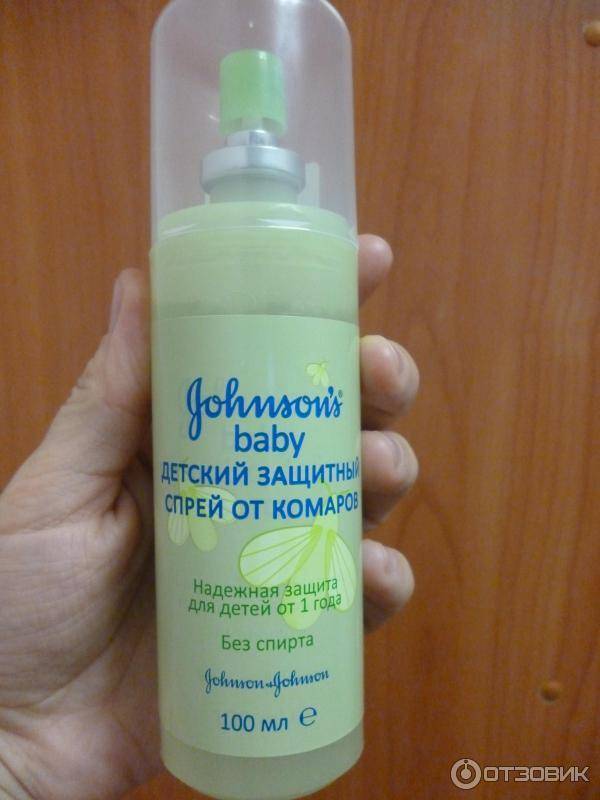 Johnson's®
baby
ДЕТСКИЙ ЗАЩИТНЫЙ
СПРЕЙ ОТ КОМАРОВ
Надежная защита
для детей от 1 года
Без спирта
Johnson & Johnson
100 мл ℮
ОТЗОВИК